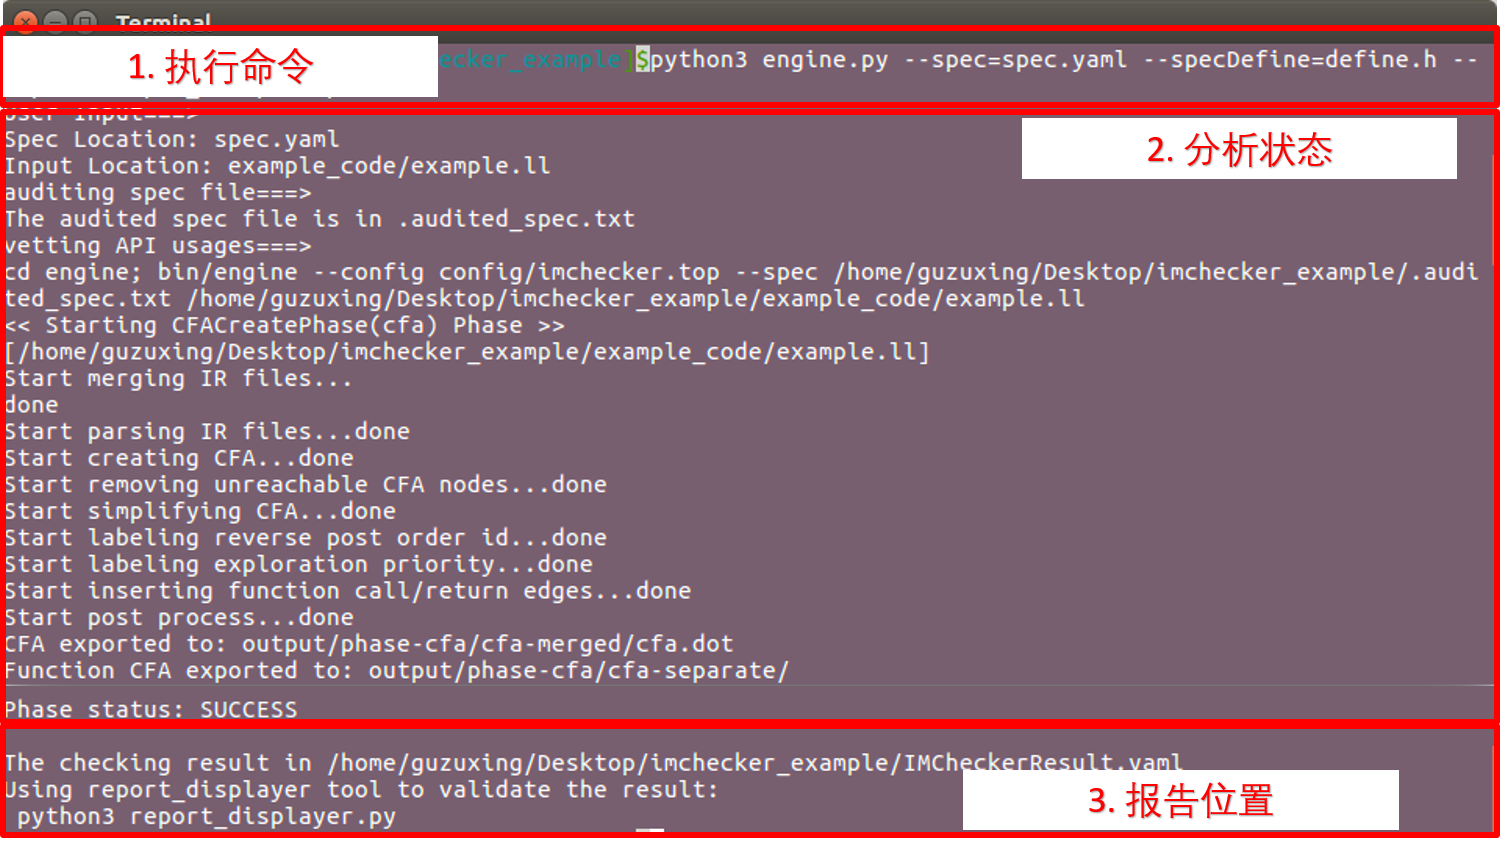 Terminal
1. 执行命令
ecker_example]$python3 engine.py --spec=spec.yaml --specDefine=define.h --
User Input===>
2. 分析状态
Spec Location: spec.yaml
Input Location: example_code/example.ll
auditing spec file===>
The audited spec file is in .audited_spec.txt
vetting API usages===>
cd engine; bin/engine --config config/imchecker.top --spec /home/guzuxing/Desktop/imchecker_example/.audi
ted_spec.txt /home/guzuxing/Desktop/imchecker_example/example_code/example.ll
<< Starting CFACreatePhase(cfa) Phase >>
[/home/guzuxing/Desktop/imchecker_example/example_code/example.ll]
Start merging IR files...
done
Start parsing IR files...done
Start creating CFA...done
Start removing unreachable CFA nodes...done
Start simplifying CFA...done
Start labeling reverse post order id...done
Start labeling exploration priority...done
Start inserting function call/return edges...done
Start post process...done
CFA exported to: output/phase-cfa/cfa-merged/cfa.dot
Function CFA exported to: output/phase-cfa/cfa-separate/
Phase status: SUCCESS
The checking result in /home/guzuxing/Desktop/imchecker_example/IMCheckerResult.yaml
Using report_displayer tool to validate the result:
3. 报告位置
python3 report_displayer.py